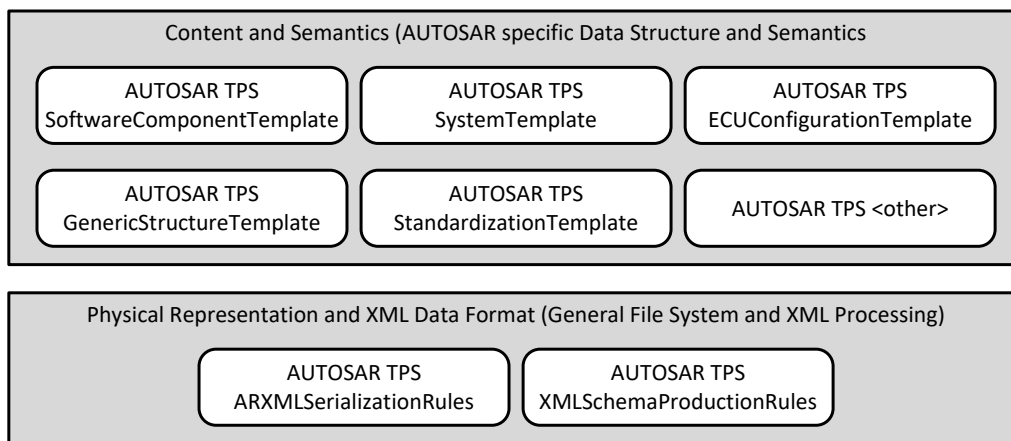 Content and Semantics (AUTOSAR specific Data Structure and Semantics
AUTOSAR TPS
SoftwareComponentTemplate
AUTOSAR TPS
SystemTemplate
AUTOSAR TPS
ECUConfigurationTemplate
AUTOSAR TPS
GenericStructureTemplate
AUTOSAR TPS
StandardizationTemplate
AUTOSAR TPS <other>
Physical Representation and XML Data Format (General File System and XML Processing)
AUTOSAR TPS
ARXMLSerializationRules
AUTOSAR TPS
XMLSchemaProductionRules